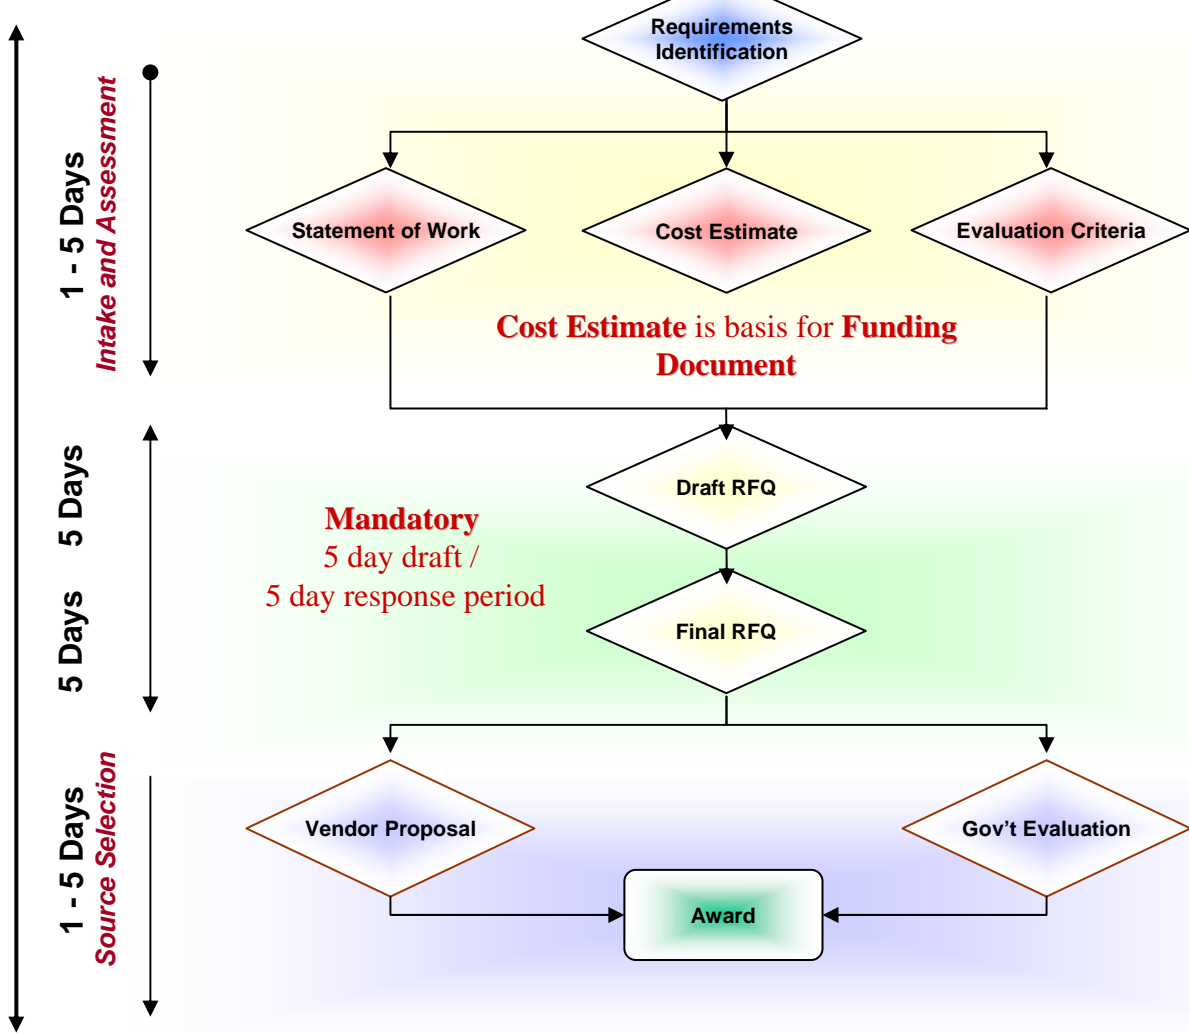 Requirements
Identification
1 - 5 Days
Intake and Assessment
Statement of Work
Cost Estimate
Evaluation Criteria
Cost Estimate is basis for Funding
Document
5 Days
Draft RFQ
Mandatory
5 day draft /
5 day response period
5 Days
Final RFQ
1 - 5 Days
Source Selection
Vendor Proposal
Gov’t Evaluation
Award